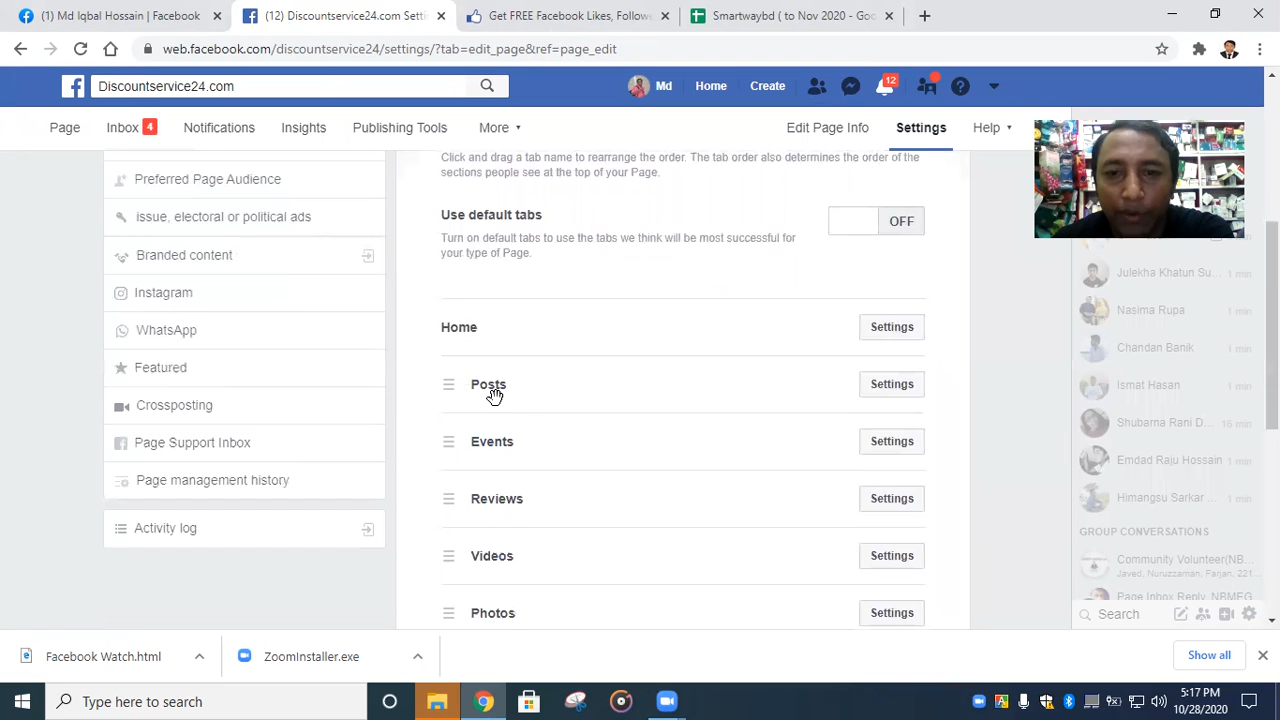 (1) Md Iqbal Hossain | Facebook
(12) Discountservice24.com Setti
Get FREE Facebook Likes, Followe
Smartwaybd ( to Nov 2020 - Goo
web.facebook.com/discountservice24/settings/?tab=edit_page&ref=page_edit
Discountservice24.com
Md
Home
Create
12
Page
Inbox 4
Notifications
Insights
Publishing Tools
More
Edit Page Info
Settings
Help
Preferred Page Audience
issue, electoral or political ads
Branded content
Instagram
WhatsApp
Featured
Crossposting
Page Support Inbox
Page management history
Activity log
Click and drag a tab name to rearrange the order. The tab order also determines the order of the
sections people see at the top of your Page.
Use default tabs
OFF
Turn on default tabs to use the tabs we think will be most successful for
your type of Page.
Home
Settings
Posts
Settings
Events
Settings
Reviews
Settings
Videos
Settings
Photos
Settings
Julekha Khatun Su... 1 min
Nasima Rupa 1 min
Chandan Banik 1 min
Ismat Hasan 1 min
Shubarna Rani D... 16 min
Emdad Raju Hossain 1 min
Himangsu Sarkar ... 1 min
GROUP CONVERSATIONS
Community Volunteer(NB...
Javed, Nuruzzaman, Farjan, 221...
Page Inbox Reply, NBMEG
Search
Facebook Watch.html
ZoomInstaller.exe
Show all
Type here to search
5:17 PM
10/28/2020